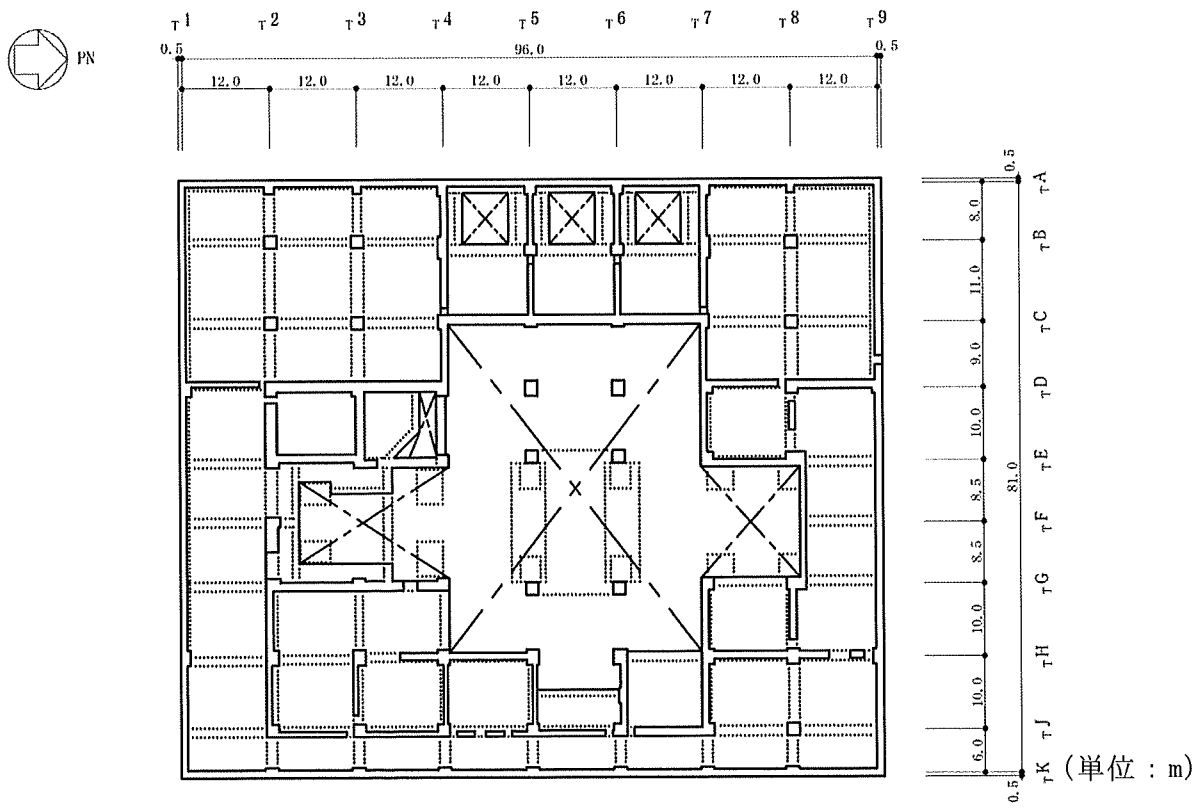 T1 T2 T3 T4 T5 T6 T7 T8 T9
PN
0.5 96.0 0.5
12.0 12.0 12.0 12.0 12.0 12.0 12.0 12.0
0.5
TA
8.0
TB
11.0
TC
9.0
TD
10.0
TE
8.5
81.0
TF
8.5
TG
10.0
TH
10.0
TJ
6.0
TK
0.5
(単位:m)